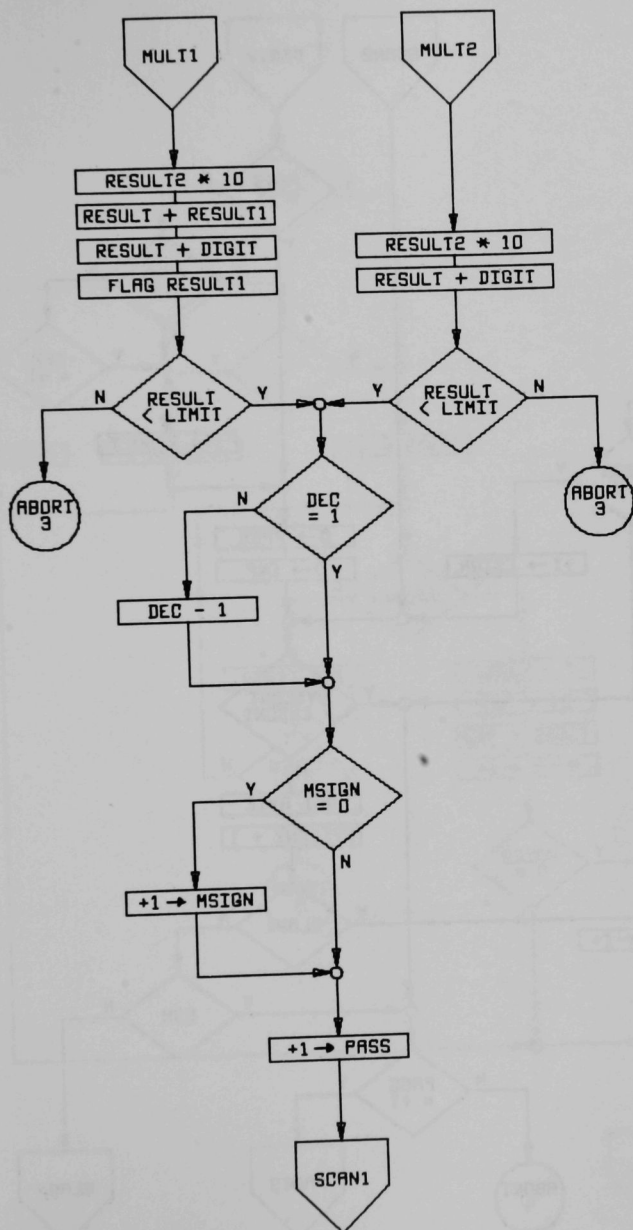 MULT1
MULT2
RESULT2 * 10
RESULT + RESULT1
RESULT + DIGIT
FLAG RESULT1
RESULT2 * 10
RESULT + DIGIT
N
RESULT
< LIMIT
Y
Y
RESULT
< LIMIT
N
ABORT
3
ABORT
3
N
DEC
= 1
Y
DEC - 1
Y
MSIGN
= 0
N
+1 → MSIGN
+1 → PASS
SCAN1